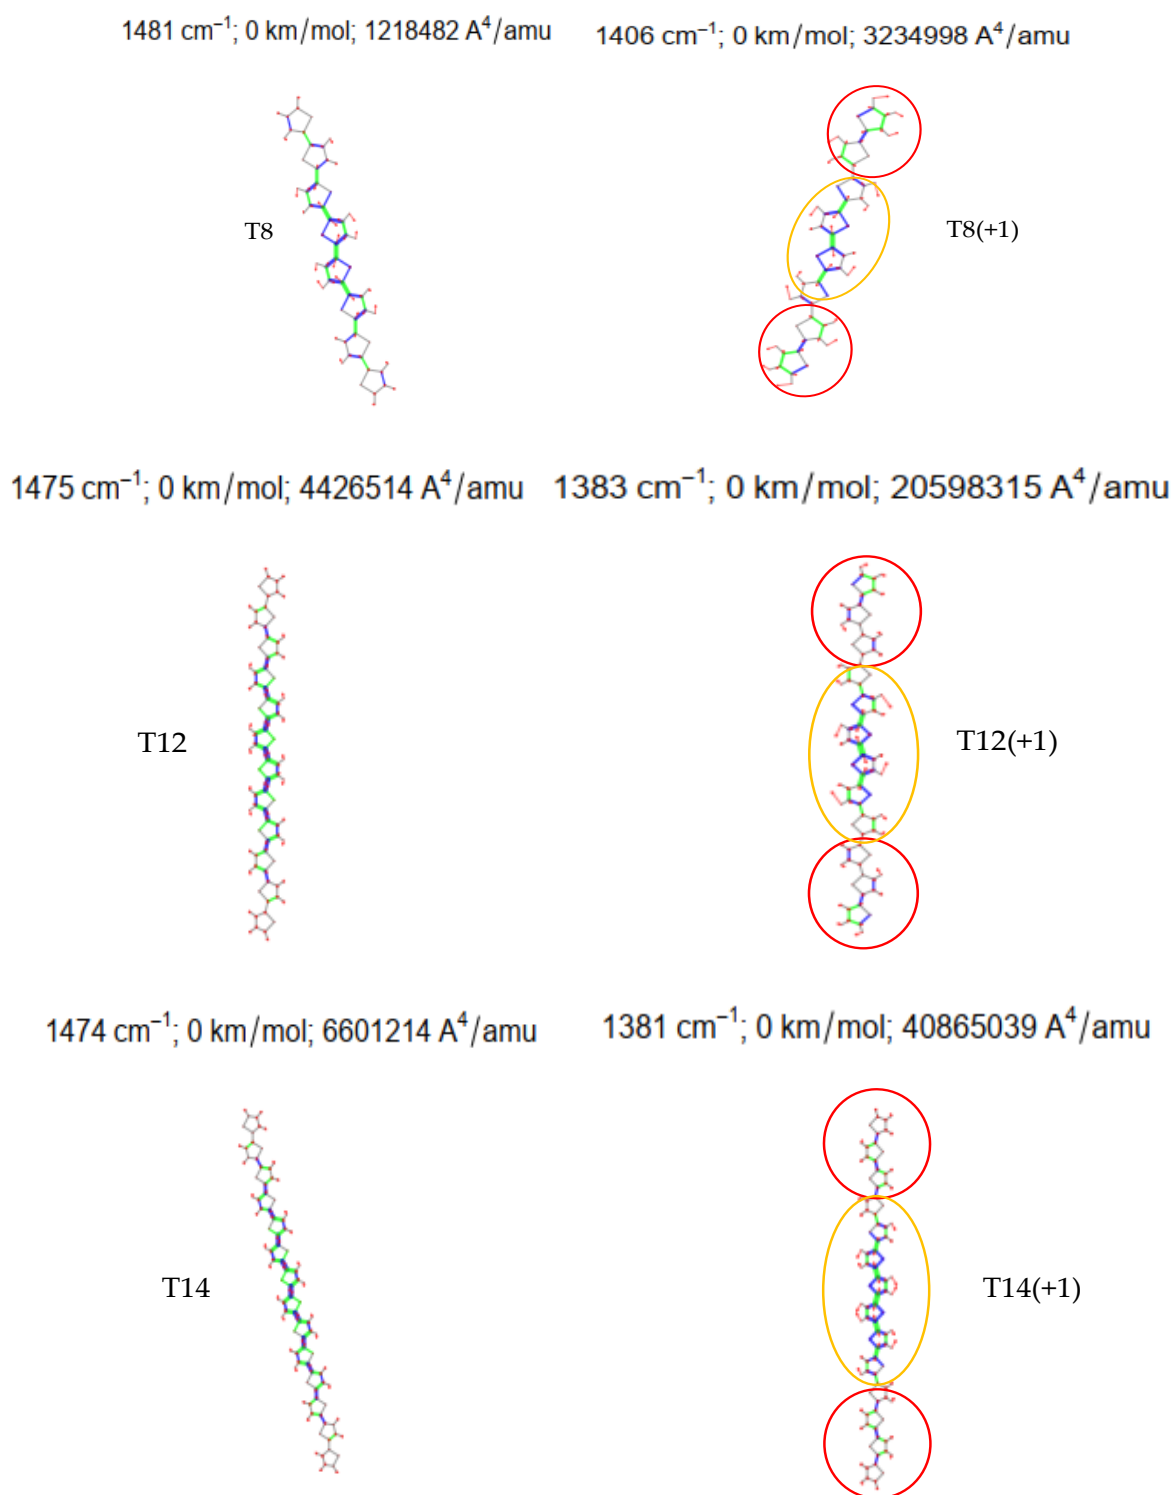 1481 cm⁻¹; 0 km/mol; 1218482 A⁴/amu
1406 cm⁻¹; 0 km/mol; 3234998 A⁴/amu
T8
T8(+1)
1475 cm⁻¹; 0 km/mol; 4426514 A⁴/amu
1383 cm⁻¹; 0 km/mol; 20598315 A⁴/amu
T12
T12(+1)
1474 cm⁻¹; 0 km/mol; 6601214 A⁴/amu
1381 cm⁻¹; 0 km/mol; 40865039 A⁴/amu
T14
T14(+1)